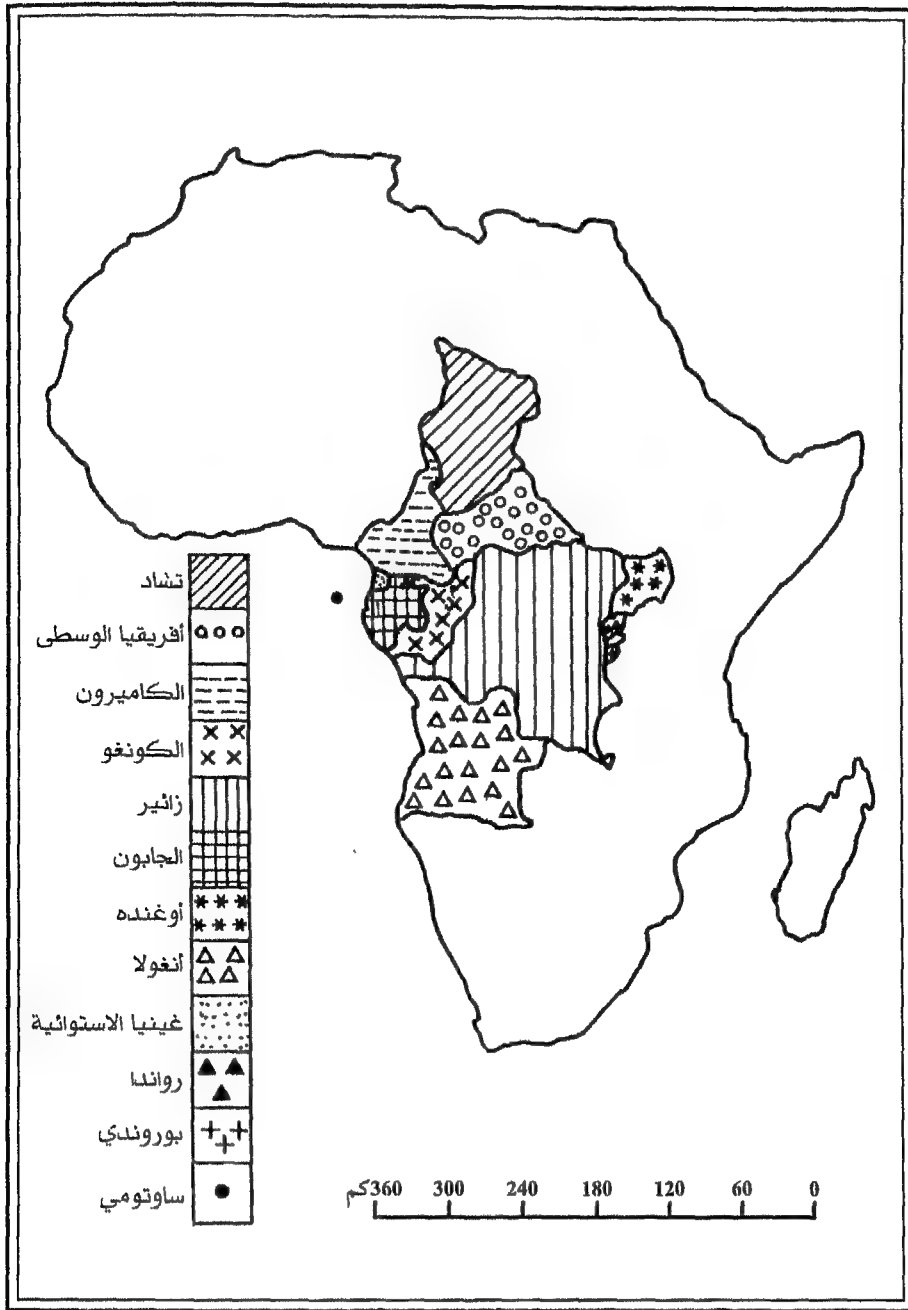 تشاد
أفريقيا الوسطى
الكاميرون
الكونغو
زائير
الجابون
أوغنده
أنغولا
غينيا الاستوائية
رواندا
بوروندي
ساوتومي
0 60 120 180 240 300 360كم